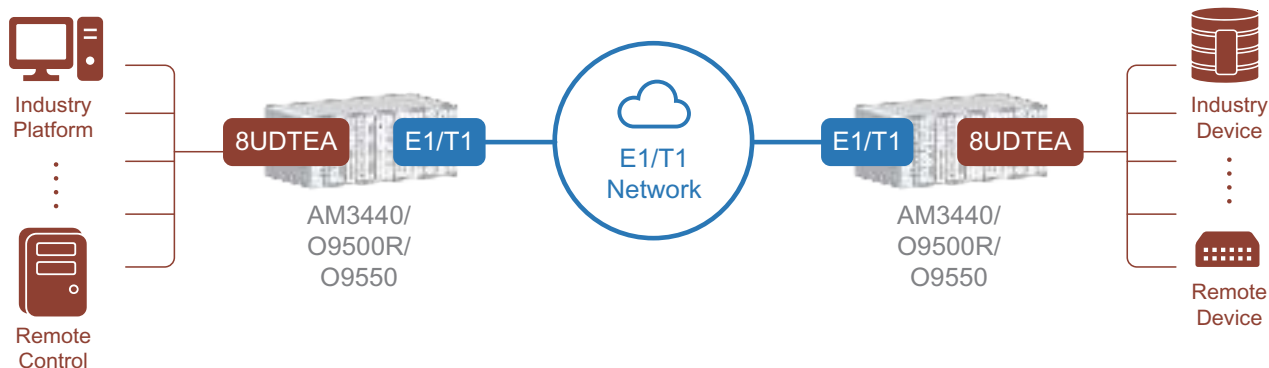 Industry
Platform
Remote
Control
8UDTEA
E1/T1
AM3440/
O9500R/
O9550
E1/T1
Network
E1/T1
8UDTEA
AM3440/
O9500R/
O9550
Industry
Device
Remote
Device